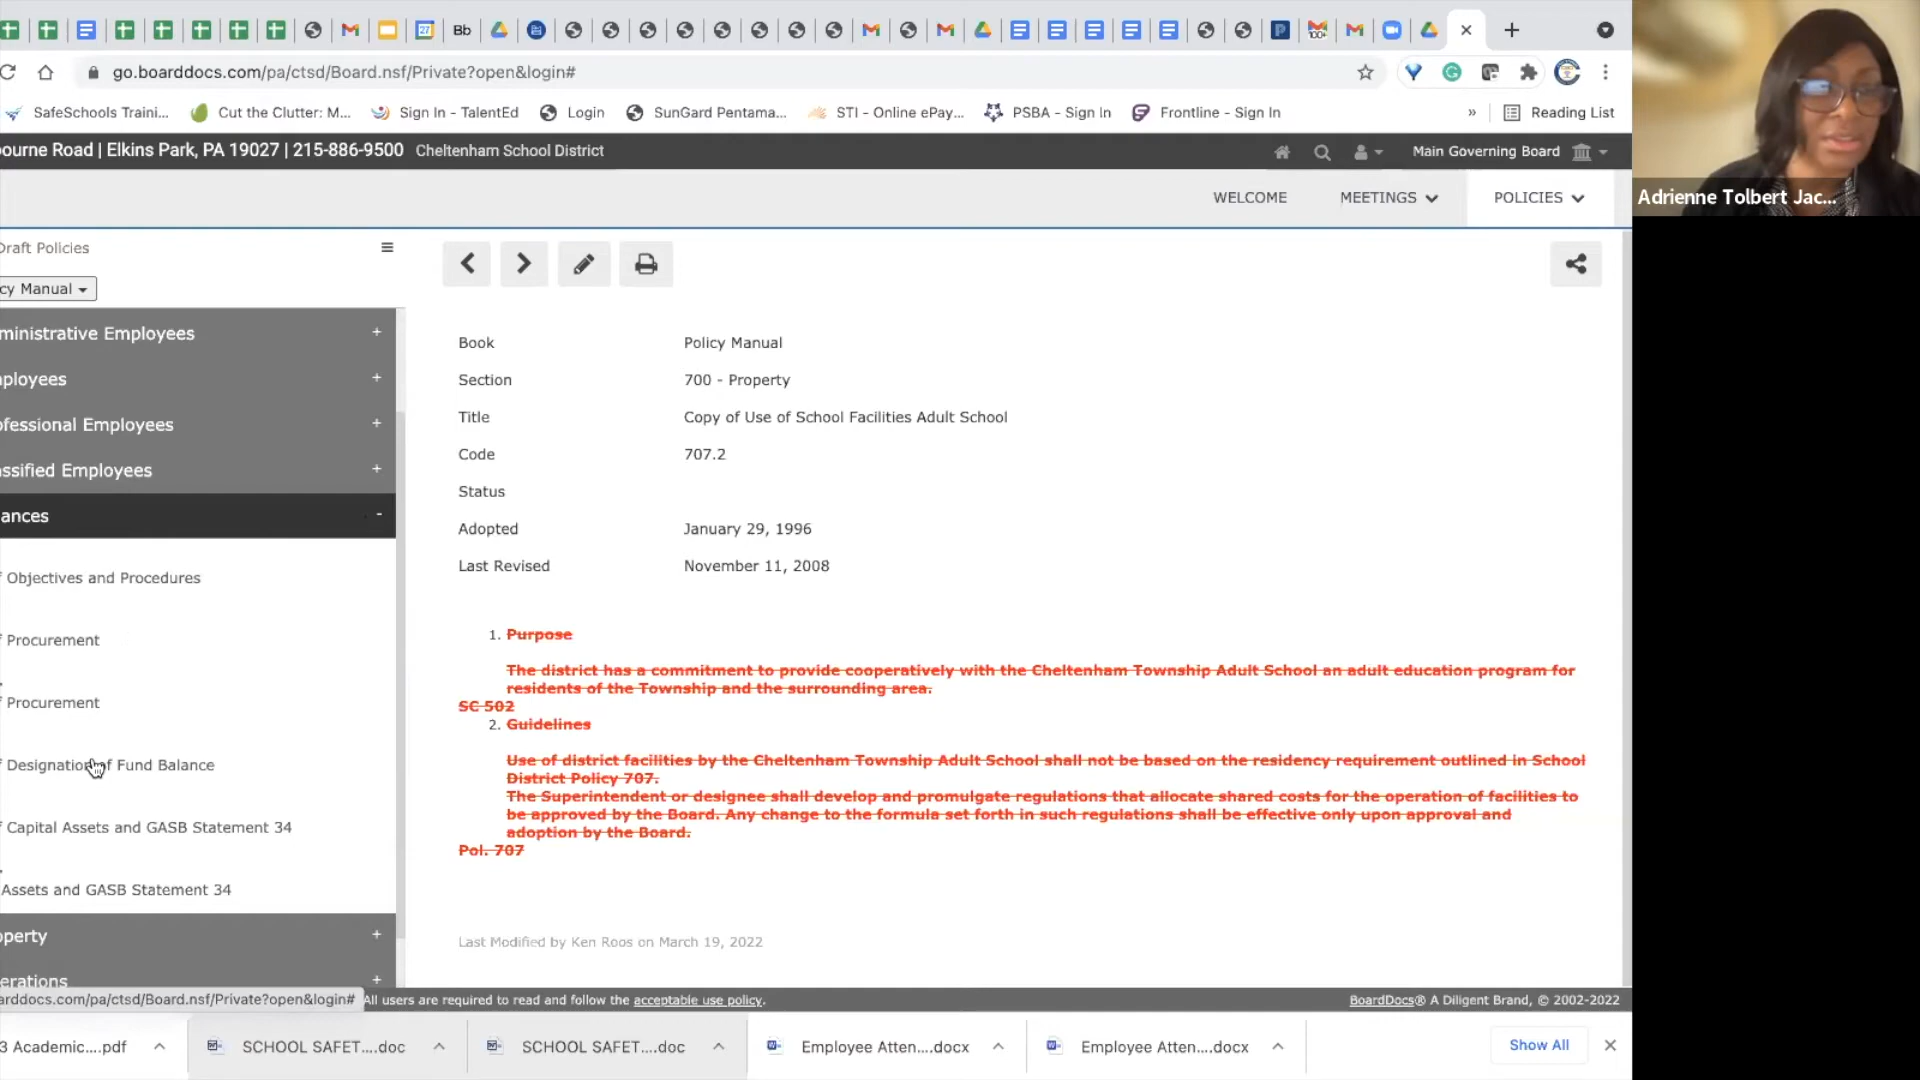 27
Bb
100+
go.boarddocs.com/pa/ctsd/Board.nsf/Private?open&login#
SafeSchools Traini...
Cut the Clutter: M...
Sign In - TalentEd
Login
SunGard Pentama...
STI - Online ePay...
PSBA - Sign In
Frontline - Sign In
»
Reading List
ourne Road | Elkins Park, PA 19027 | 215-886-9500 Cheltenham School District
Main Governing Board
WELCOME
MEETINGS
POLICIES
Adrienne Tolbert Jac...
Draft Policies
cy Manual
ministrative Employees +
ployees +
ofessional Employees +
assified Employees +
ances -
f Objectives and Procedures
f Procurement
f Procurement
f Designation of Fund Balance
f Capital Assets and GASB Statement 34
Assets and GASB Statement 34
operty +
erations +
Book Policy Manual
Section 700 - Property
Title Copy of Use of School Facilities Adult School
Code 707.2
Status
Adopted January 29, 1996
Last Revised November 11, 2008
1. Purpose
The district has a commitment to provide cooperatively with the Cheltenham Township Adult School an adult education program for
residents of the Township and the surrounding area.
SC 502
2. Guidelines
Use of district facilities by the Cheltenham Township Adult School shall not be based on the residency requirement outlined in School
District Policy 707.
The Superintendent or designee shall develop and promulgate regulations that allocate shared costs for the operation of facilities to
be approved by the Board. Any change to the formula set forth in such regulations shall be effective only upon approval and
adoption by the Board.
Pol. 707
Last Modified by Ken Roos on March 19, 2022
arddocs.com/pa/ctsd/Board.nsf/Private?open&login#
All users are required to read and follow the acceptable use policy.
BoardDocs® A Diligent Brand, © 2002-2022
3 Academic....pdf
SCHOOL SAFET....doc
SCHOOL SAFET....doc
Employee Atten....docx
Employee Atten....docx
Show All